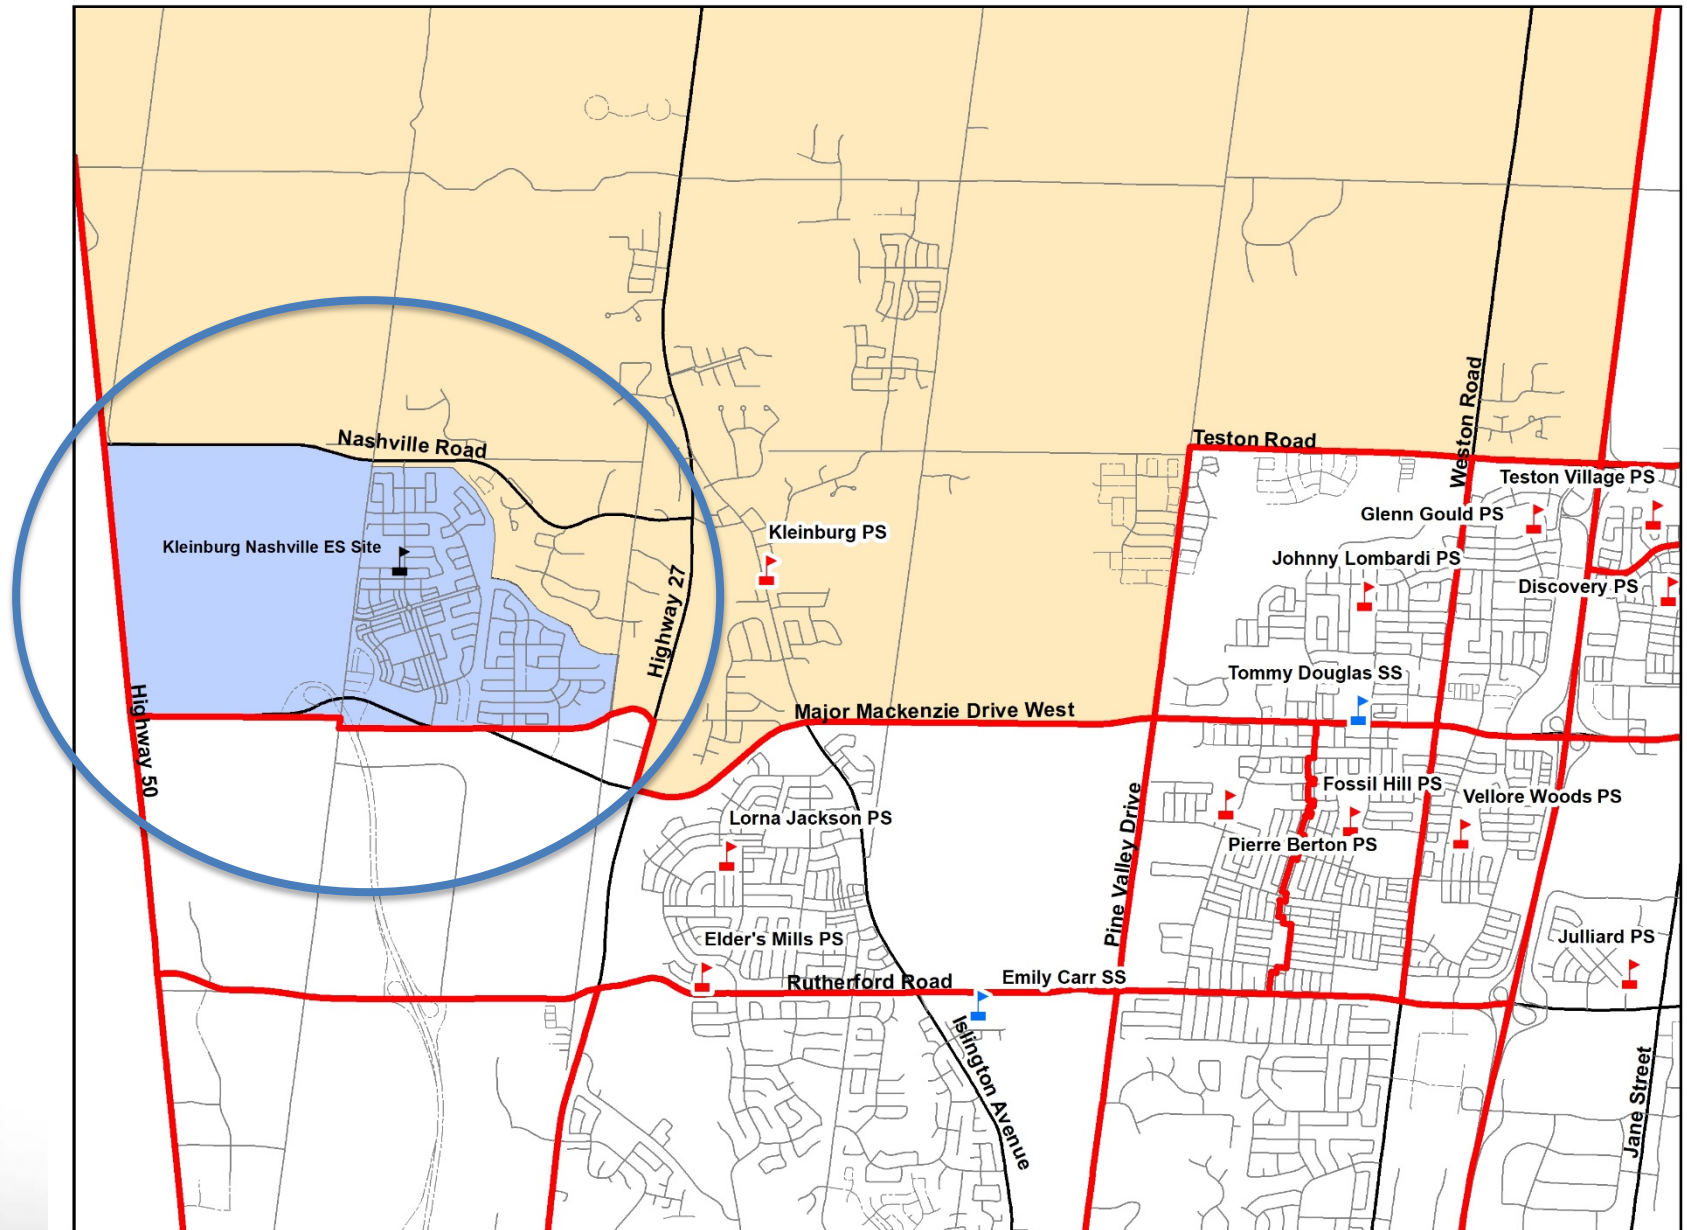 Nashville Road
Teston Road
Weston Road
Teston Village PS
Glenn Gould PS
Kleinburg PS
Kleinburg Nashville ES Site
Johnny Lombardi PS
Discovery PS
Highway 27
Tommy Douglas SS
Highway 50
Major Mackenzie Drive West
Fossil Hill PS
Vellore Woods PS
Lorna Jackson PS
Pierre Berton PS
Pine Valley Drive
Elder's Mills PS
Julliard PS
Rutherford Road
Emily Carr SS
Islington Avenue
Jane Street